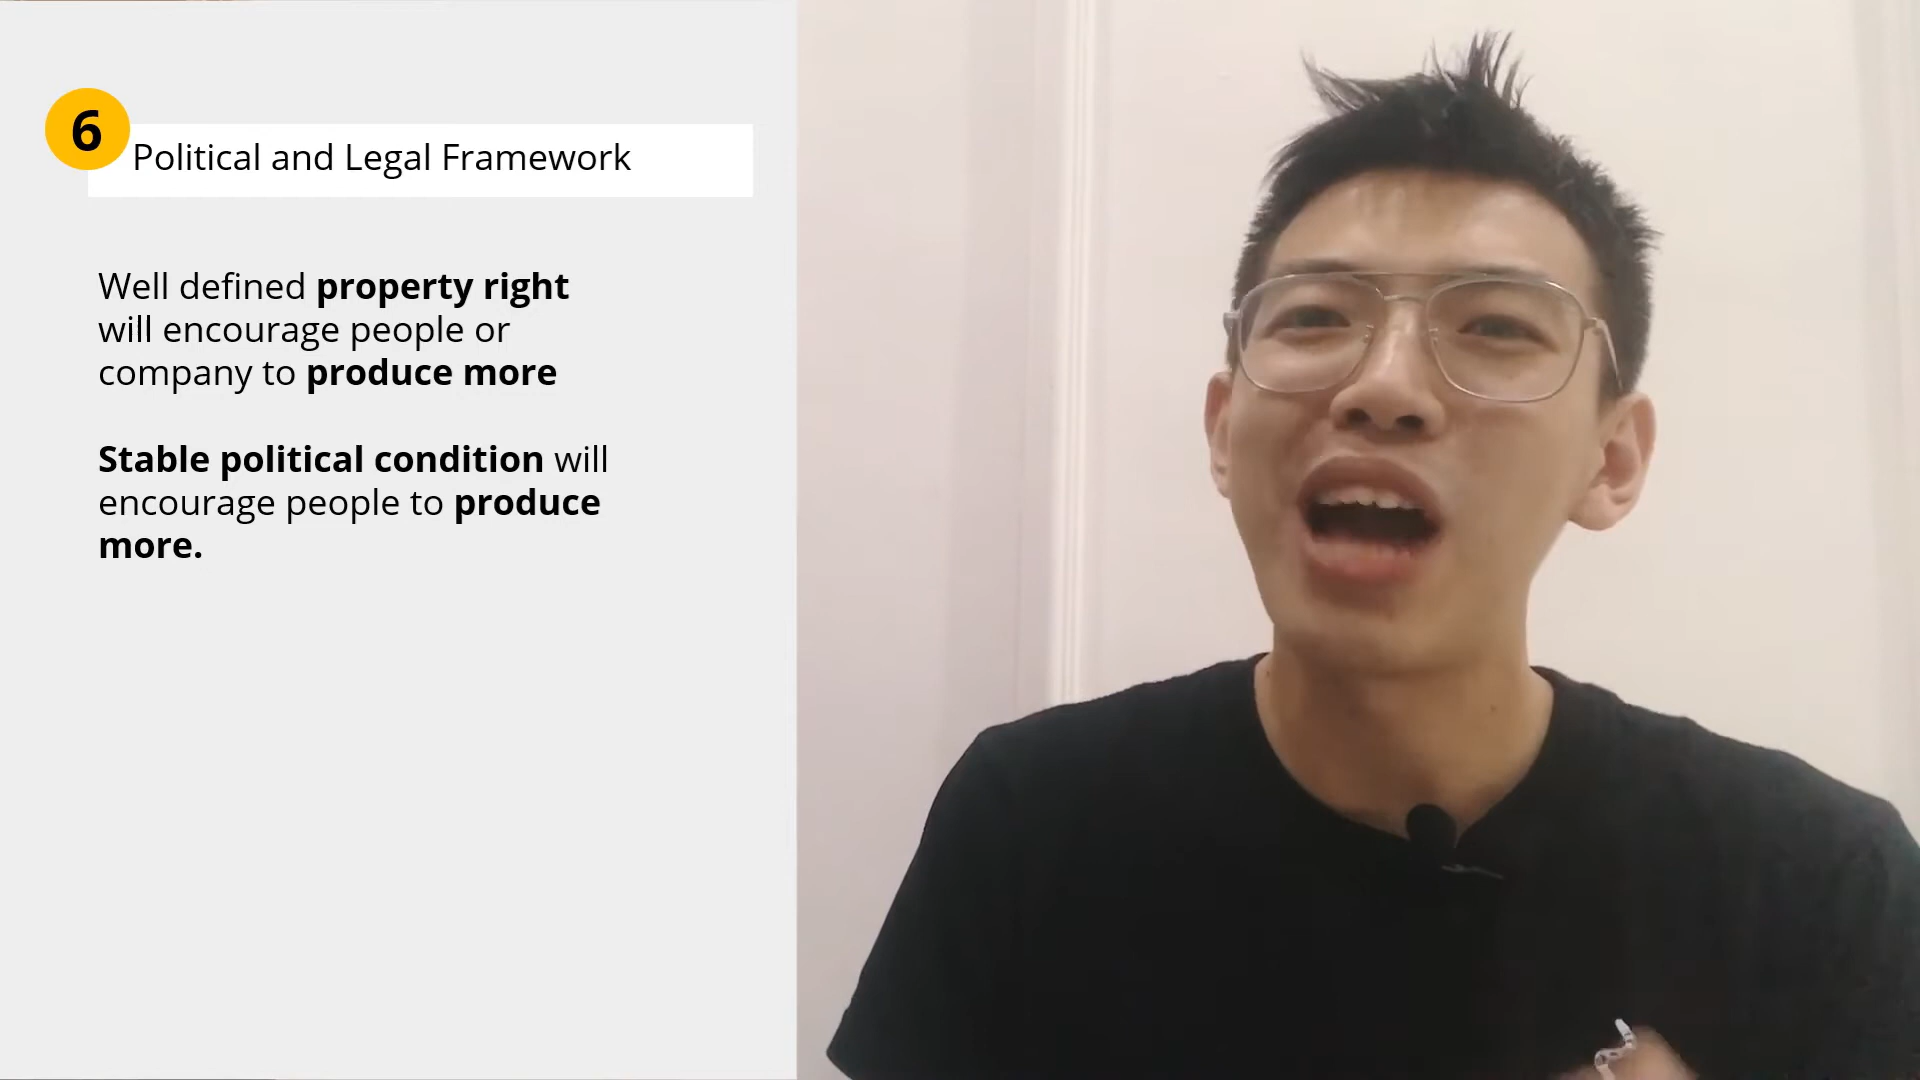 6
Political and Legal Framework
Well defined property right
will encourage people or
company to produce more
Stable political condition will
encourage people to produce
more.